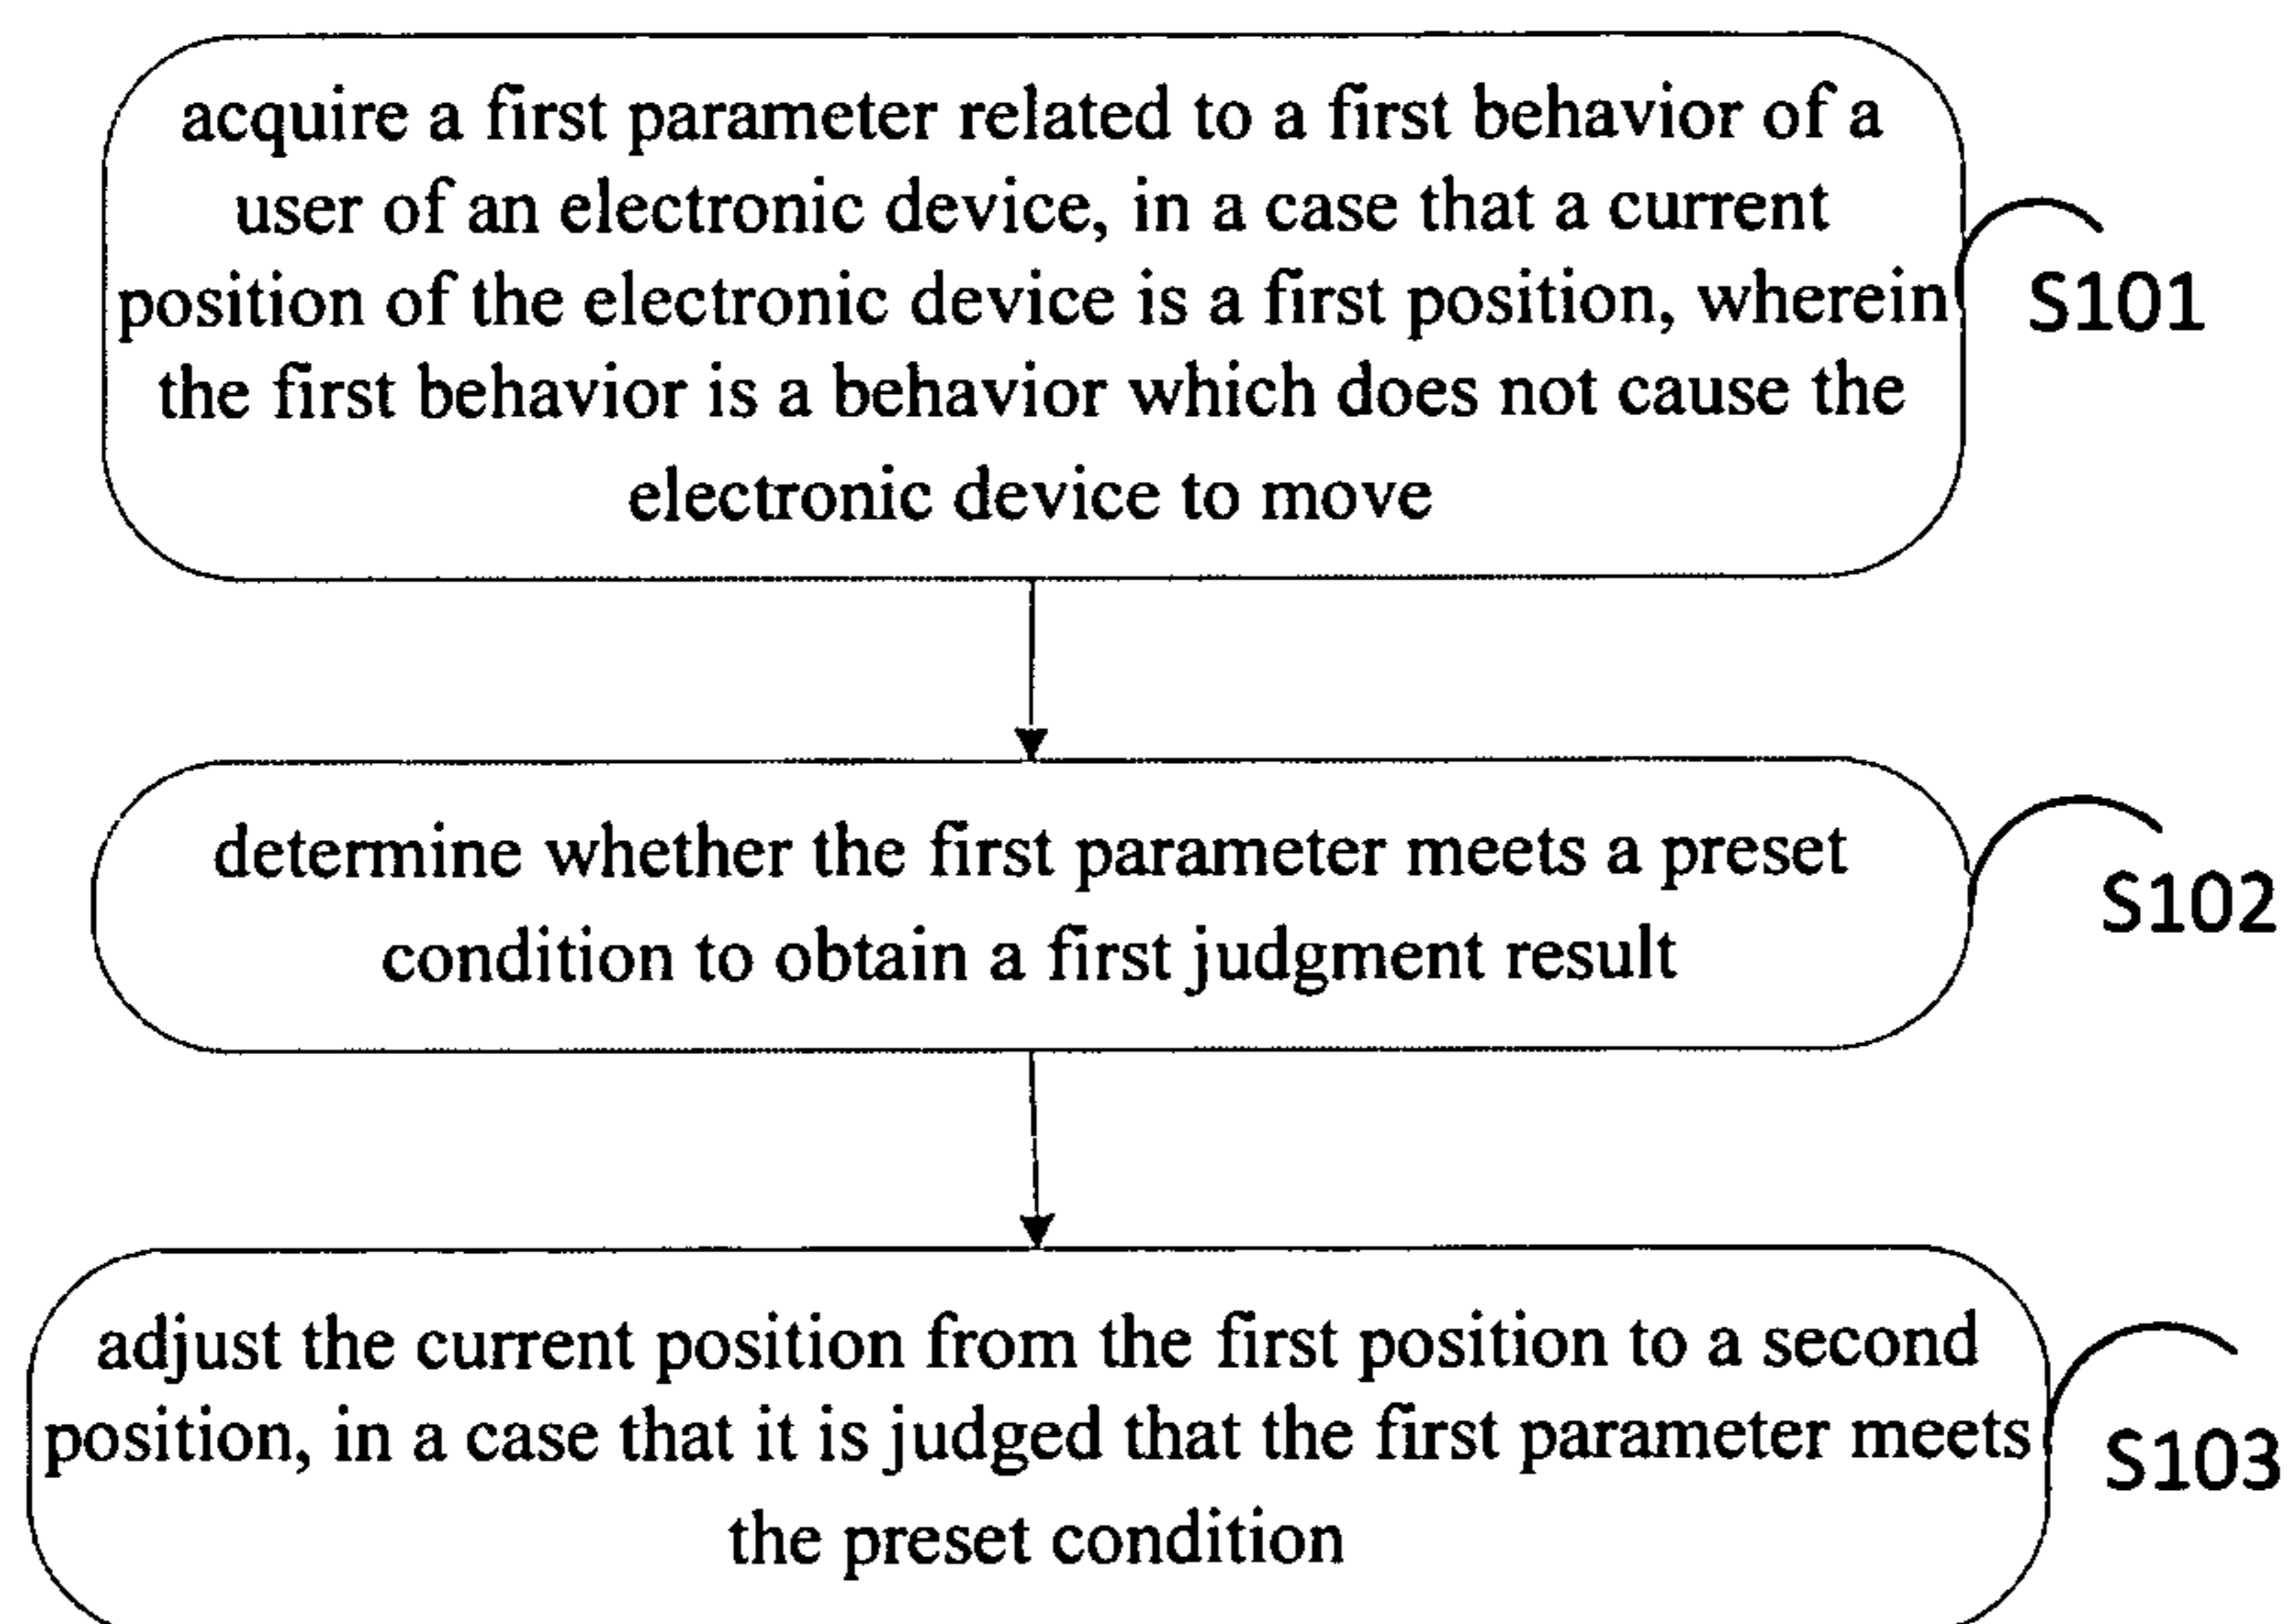 acquire a first parameter related to a first behavior of a
user of an electronic device, in a case that a current
position of the electronic device is a first position, wherein
the first behavior is a behavior which does not cause the
electronic device to move
S101
determine whether the first parameter meets a preset
condition to obtain a first judgment result
S102
adjust the current position from the first position to a second
position, in a case that it is judged that the first parameter meets
the preset condition
S103